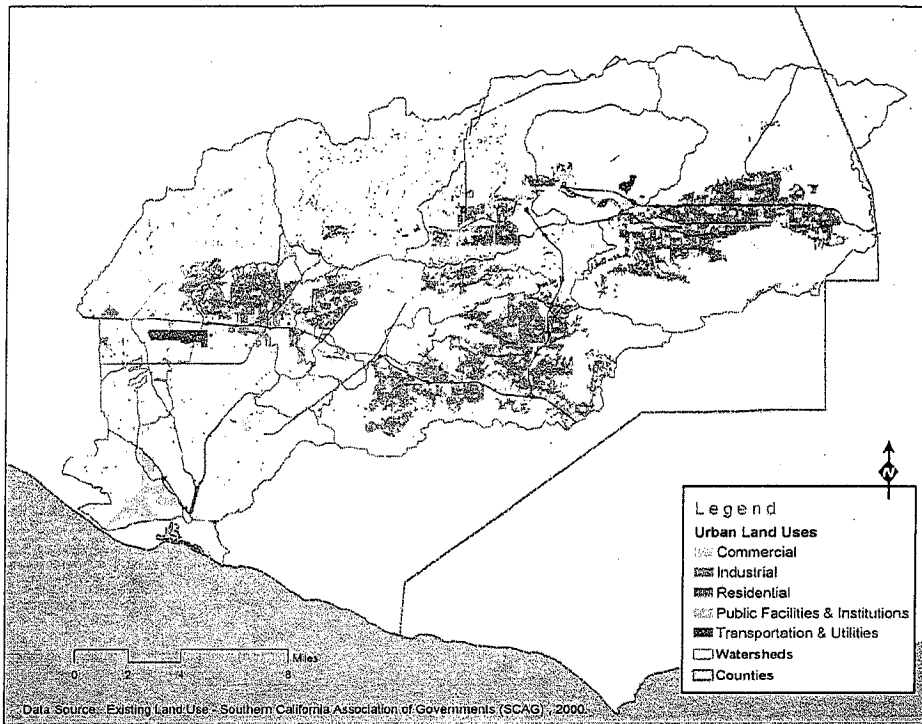 Legend
Urban Land Uses
Commercial
Industrial
Residential
Public Facilities & Institutions
Transportation & Utilities
Watersheds
Counties
N
Miles
0 2 4 8
Data Source: Existing Land Use - Southern California Association of Governments (SCAG), 2000.